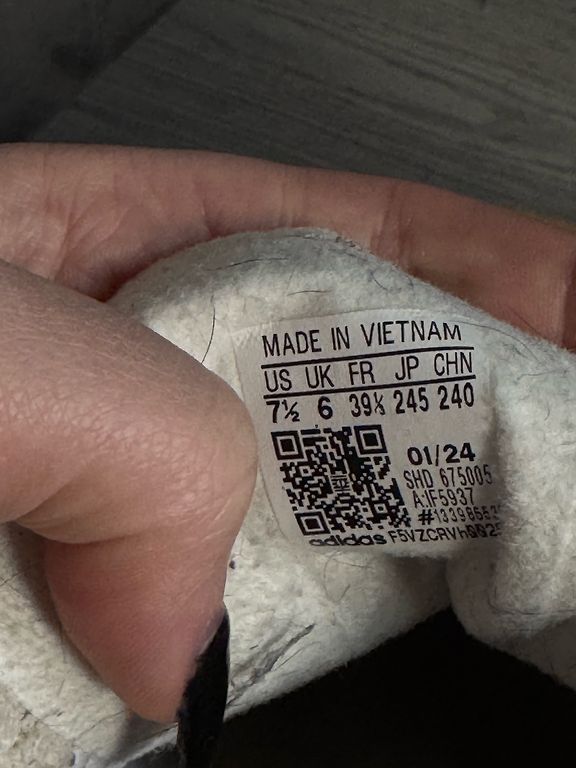 MADE IN VIETNAM
US UK FR JP CHN
7½ 6 39⅓ 245 240
01/24
SHD 675005
A:IF5937
adidas